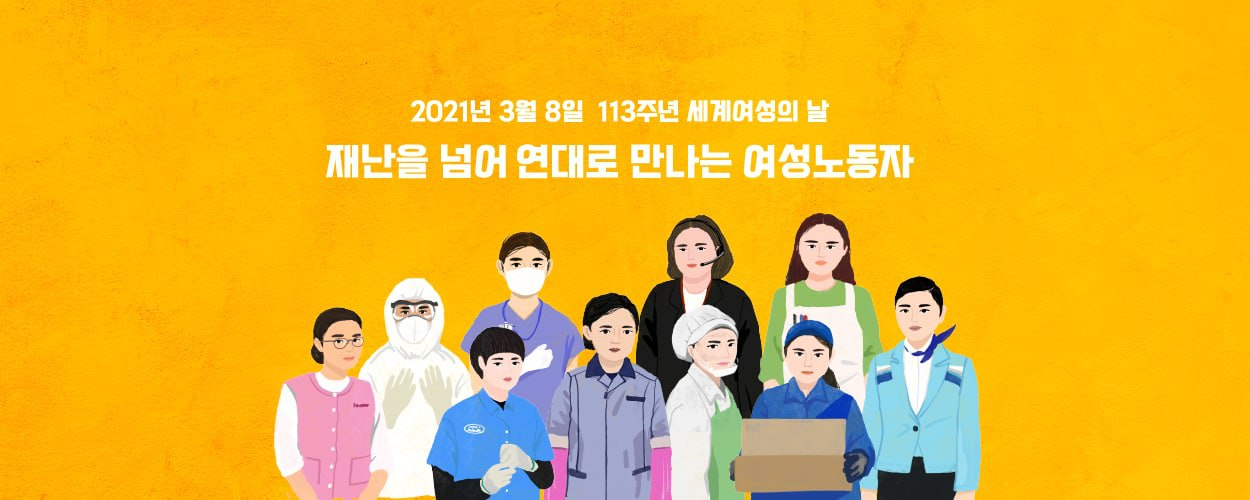 2021년 3월 8일 113주년 세계여성의 날
재난을 넘어 연대로 만나는 여성노동자